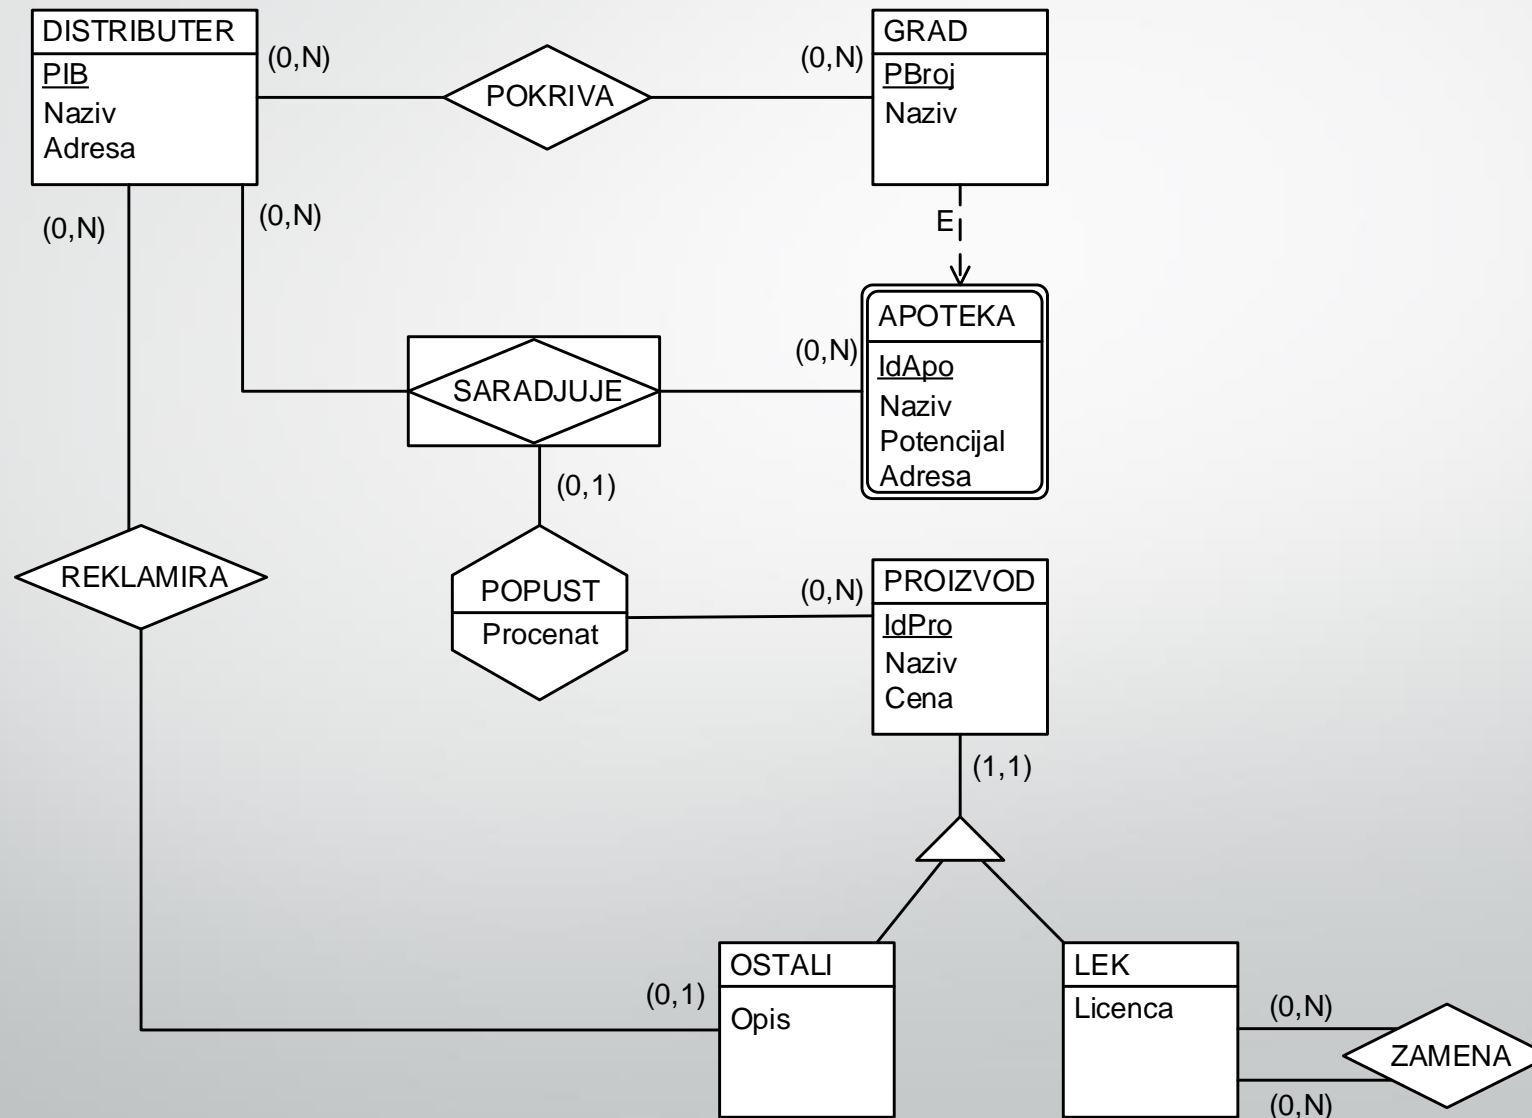 DISTRIBUTER
PIB
Naziv
Adresa
(0,N)
POKRIVA
(0,N)
GRAD
PBroj
Naziv
(0,N)
(0,N)
E
SARADJUJE
(0,N)
APOTEKA
IdApo
Naziv
Potencijal
Adresa
(0,1)
REKLAMIRA
POPUST
Procenat
(0,N)
PROIZVOD
IdPro
Naziv
Cena
(1,1)
(0,1)
OSTALI
Opis
LEK
Licenca
(0,N)
ZAMENA
(0,N)